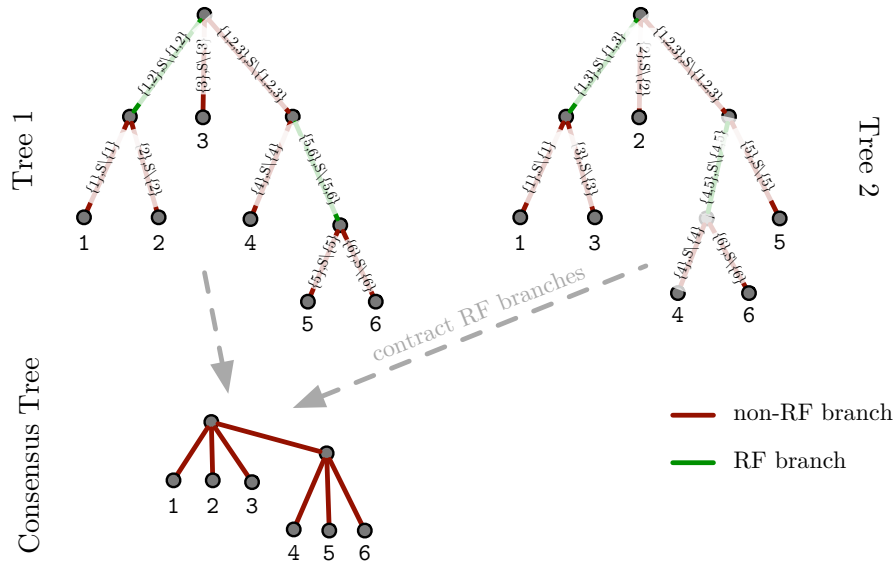 Tree 1
{1,2},S\{1,2}
{3},S\{3}
{1,2,3},S\{1,2,3}
3
{1},S\{1}
{2},S\{2}
{4},S\{4}
{5,6},S\{5,6}
1
2
4
{5},S\{5}
{6},S\{6}
5
6
Tree 2
{1,3},S\{1,3}
{2},S\{2}
{1,2,3},S\{1,2,3}
2
{1},S\{1}
{3},S\{3}
{5},S\{5}
1
3
5
{4},S\{4}
{6},S\{6}
4
6
contract RF branches
Consensus Tree
1
2
3
4
5
6
non-RF branch
RF branch